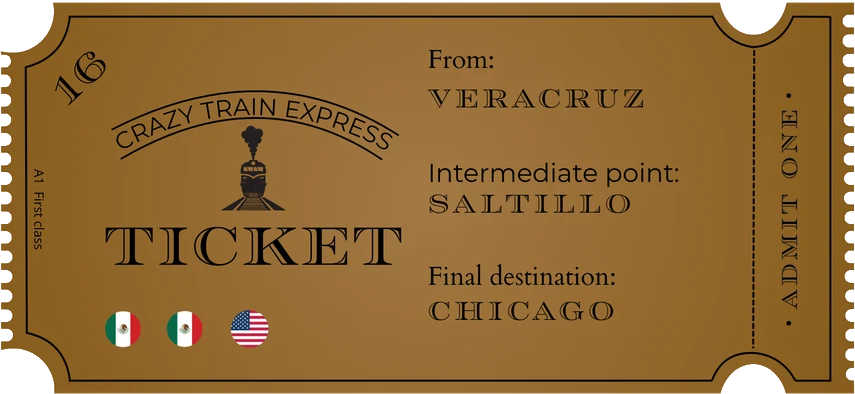 16
CRAZY TRAIN EXPRESS
TICKET
A1 First class
From:
VERACRUZ
Intermediate point:
SALTILLO
Final destination:
CHICAGO
• ADMIT ONE •